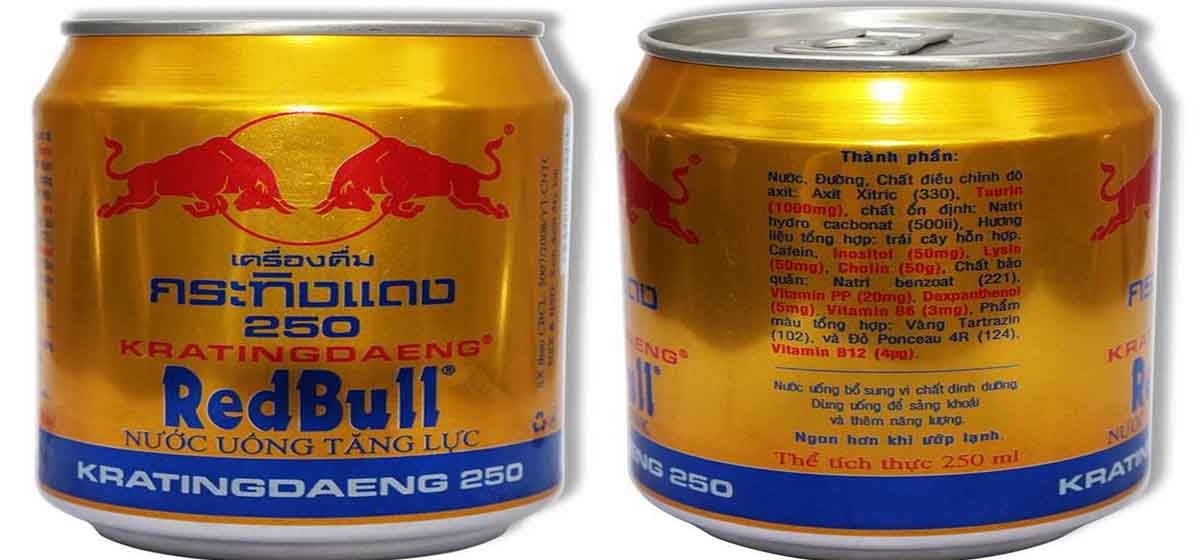 เครื่องดื่ม
กระทิงแดง
250
KRATINGDAENG®
RedBull®
NƯỚC UỐNG TĂNG LỰC
KRATINGDAENG 250
Thành phần:
Nước, Đường, Chất điều chỉnh độ
axit: Axit Xitric (330), Taurin
(1000mg), chất ổn định: Natri
hydro cacbonat (500ii), Hương
liệu tổng hợp: trái cây hỗn hợp,
Cafein, Inositol (50mg), Lysin
(50mg), Cholin (50g), Chất bảo
quản: Natri benzoat (221),
Vitamin PP (20mg), Dexpanthenol
(5mg), Vitamin B6 (3mg), Phẩm
màu tổng hợp: Vàng Tartrazin
(102), và Đỏ Ponceau 4R (124),
Vitamin B12 (4µg).
Nước uống bổ sung vi chất dinh dưỡng.
Dùng uống để sảng khoái
và thêm năng lượng.
Ngon hơn khi ướp lạnh.
Thể tích thực 250 ml
NG 250
AENG®
ull
KRATIN
NƯỚ